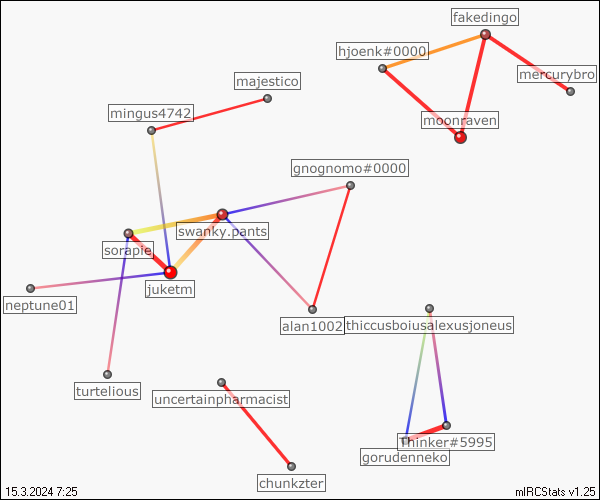 fakedingo
hjoenk#0000
mercurybro
majestico
mingus4742
moonraven
gnognomo#0000
swanky.pants
sorapie
juketm
neptune01
alan1002
thiccusboiusalexusjoneus
turtelious
uncertainpharmacist
Thinker#5995
gorudenneko
chunkzter
15.3.2024 7:25
mIRCStats v1.25